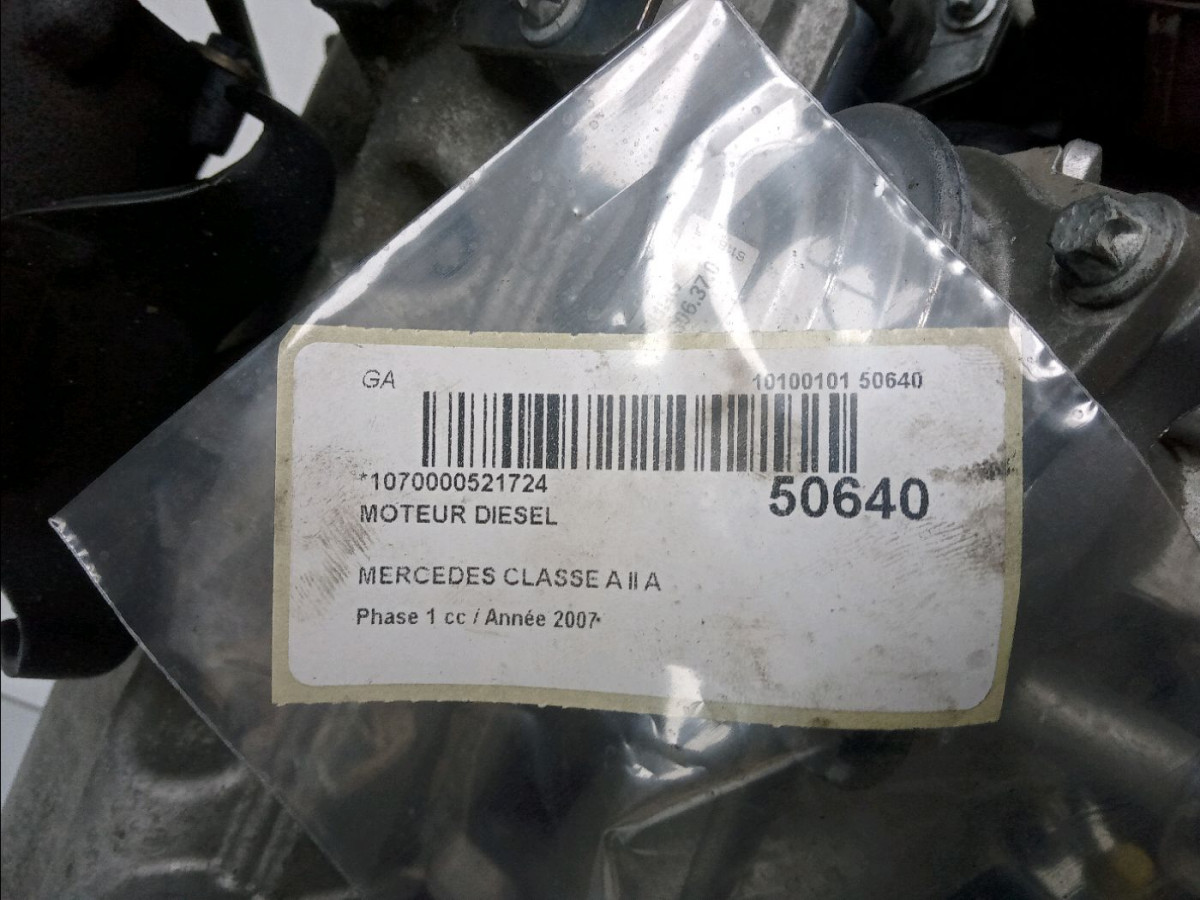 GA 10100101 50640
*1070000521724 50640
MOTEUR DIESEL
MERCEDES CLASSE A II A
Phase 1 cc / Année 2007